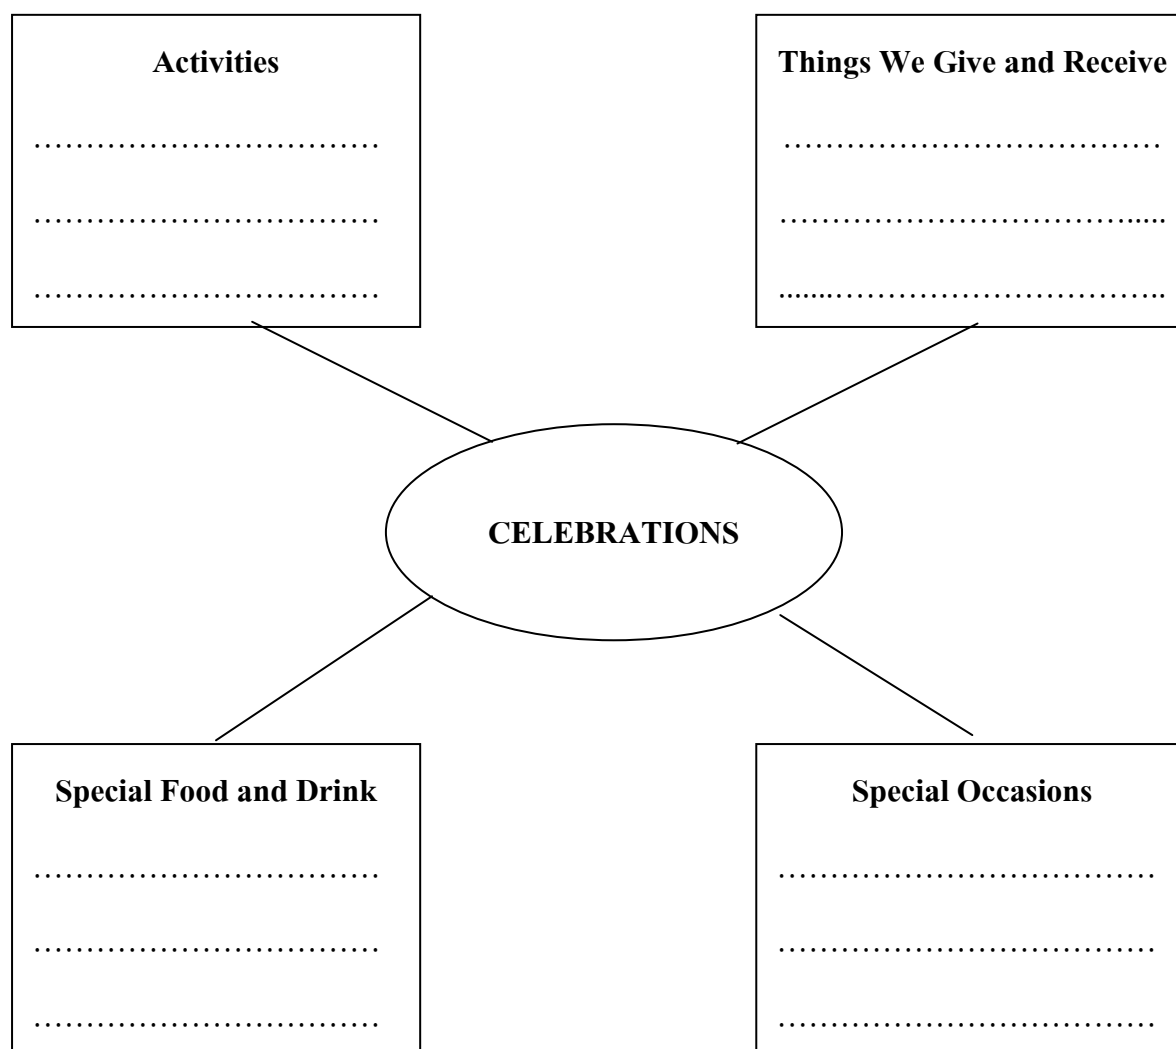 Activities
……………………………
……………………………
……………………………
Things We Give and Receive
………………………………
……………………………......
.......…………………………..
CELEBRATIONS
Special Food and Drink
……………………………
……………………………
……………………………
Special Occasions
………………………………
………………………………
………………………………